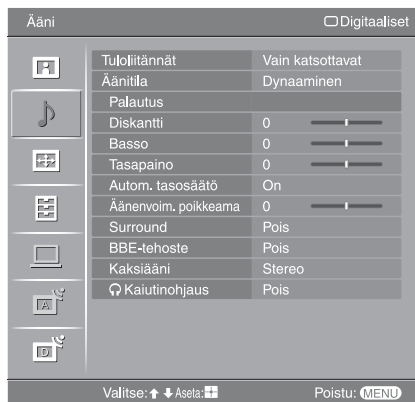 Ääni Digitaaliset
Tuloliitännät Vain katsottavat
Äänitila Dynaaminen
Palautus
Diskantti 0
Basso 0
Tasapaino 0
Autom. tasosäätö On
Äänenvoim. poikkeama 0
Surround Pois
BBE-tehoste Pois
Kaksiääni Stereo
Kaiutinohjaus Pois
A
D
Valitse: Aseta: Poistu: MENU